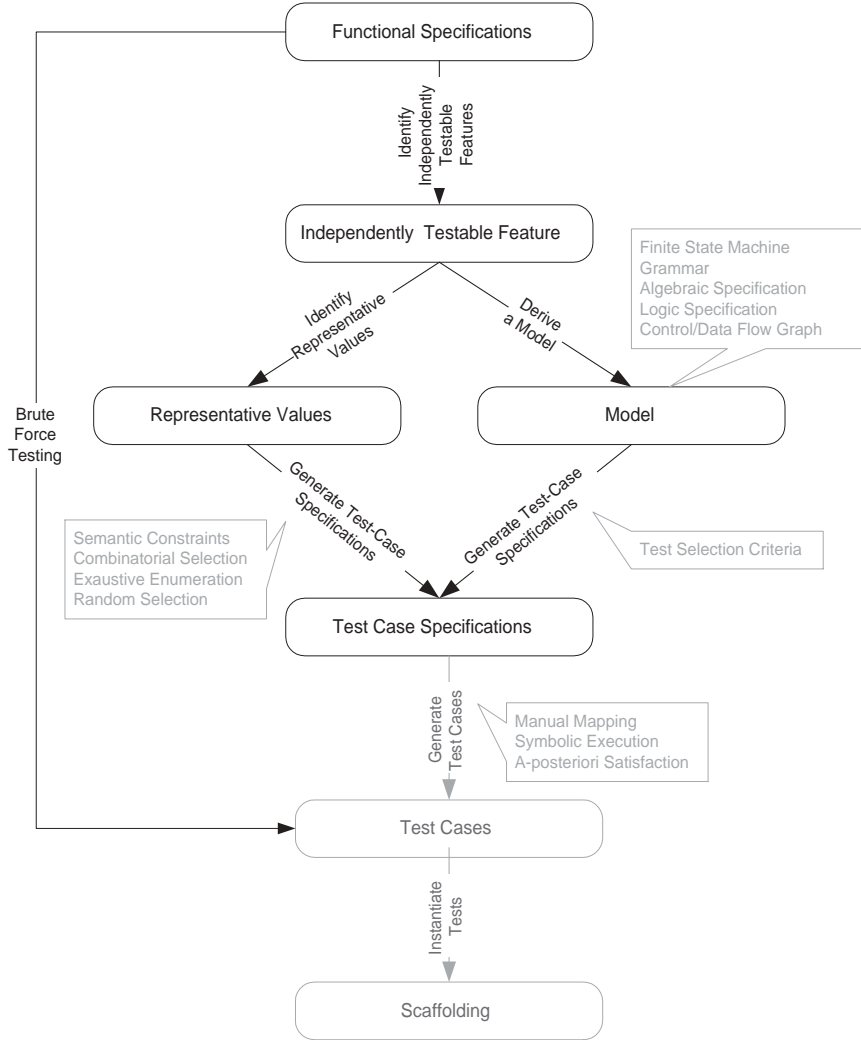 Functional Specifications
Identify
Independently
Testable
Features
Independently Testable Feature
Finite State Machine
Grammar
Algebraic Specification
Logic Specification
Control/Data Flow Graph
Identify
Representative
Values
Derive
a Model
Representative Values
Model
Brute
Force
Testing
Generate Test-Case
Specifications
Generate Test-Case
Specifications
Semantic Constraints
Combinatorial Selection
Exaustive Enumeration
Random Selection
Test Selection Criteria
Test Case Specifications
Generate
Test Cases
Manual Mapping
Symbolic Execution
A-posteriori Satisfaction
Test Cases
Instantiate
Tests
Scaffolding